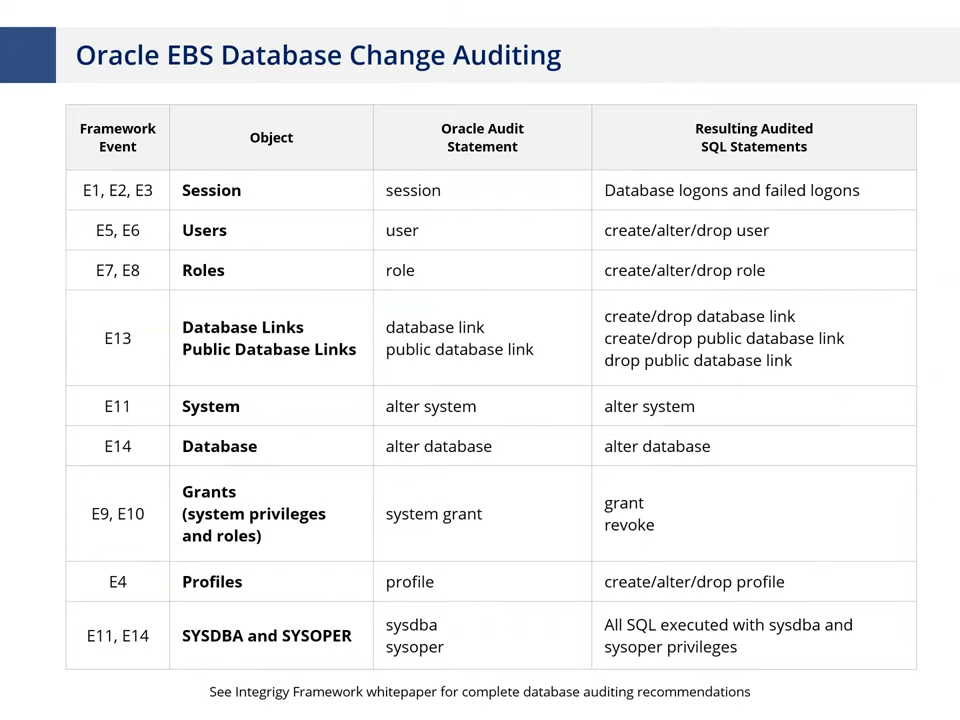 Oracle EBS Database Change Auditing
Framework
Event
Object
Oracle Audit
Statement
Resulting Audited
SQL Statements
E1, E2, E3
Session
session
Database logons and failed logons
E5, E6
Users
user
create/alter/drop user
E7, E8
Roles
role
create/alter/drop role
E13
Database Links
Public Database Links
database link
public database link
create/drop database link
create/drop public database link
drop public database link
E11
System
alter system
alter system
E14
Database
alter database
alter database
E9, E10
Grants
(system privileges
and roles)
system grant
grant
revoke
E4
Profiles
profile
create/alter/drop profile
E11, E14
SYSDBA and SYSOPER
sysdba
sysoper
All SQL executed with sysdba and
sysoper privileges
See Integrigy Framework whitepaper for complete database auditing recommendations